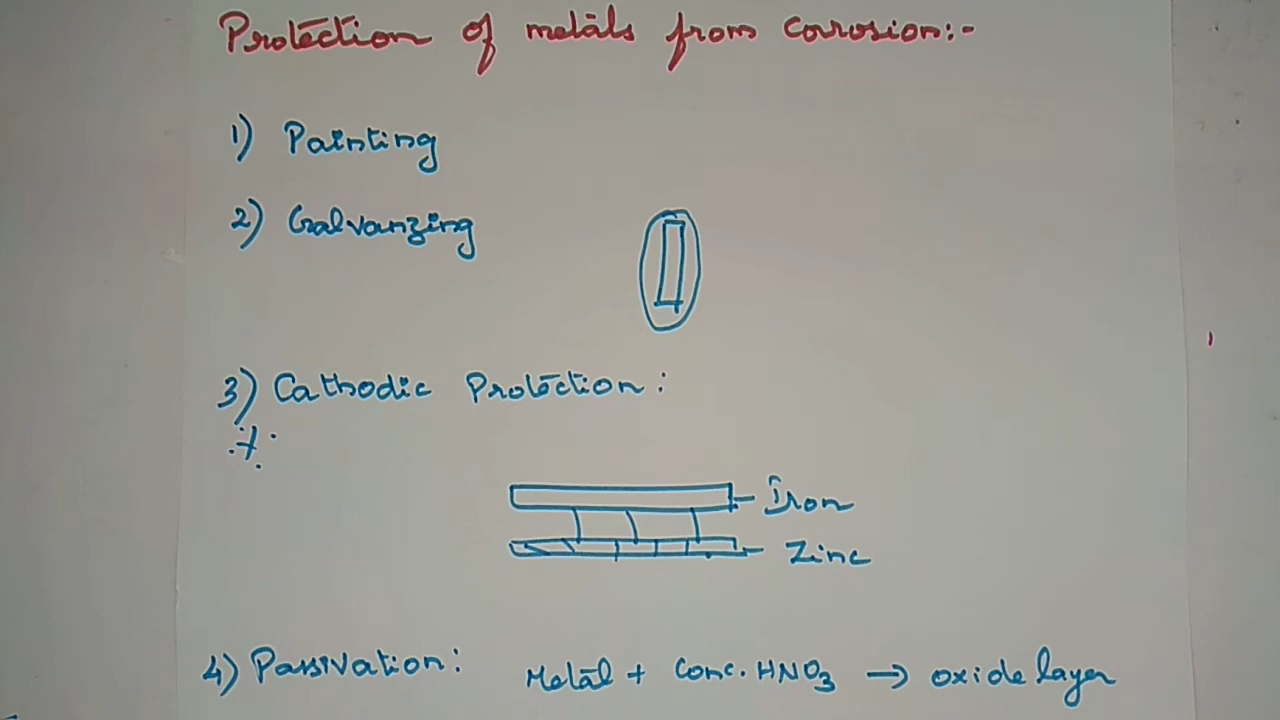 Protection of metals from corrosion:-
1) Painting
2) Galvanzing
3) Cathodic Protection:
Iron
Zinc
4) Passivation: Metal + Conc. HNO3 → oxide layer